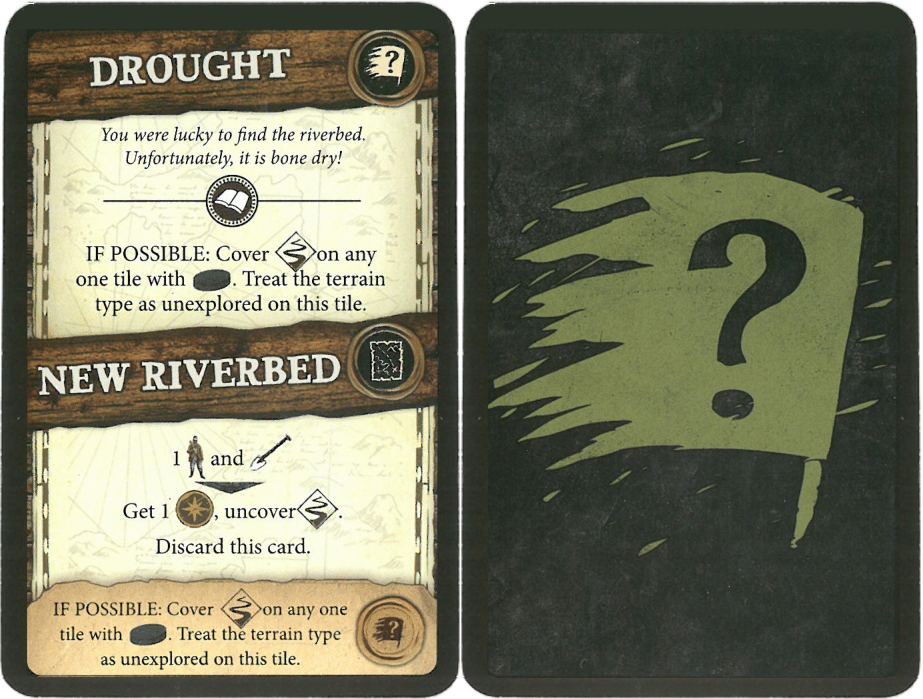 DROUGHT
?
You were lucky to find the riverbed.
Unfortunately, it is bone dry!
IF POSSIBLE: Cover on any
one tile with . Treat the terrain
type as unexplored on this tile.
NEW RIVERBED
1 and
Get 1 , uncover .
Discard this card.
IF POSSIBLE: Cover on any one
tile with . Treat the terrain type
as unexplored on this tile.
?
?